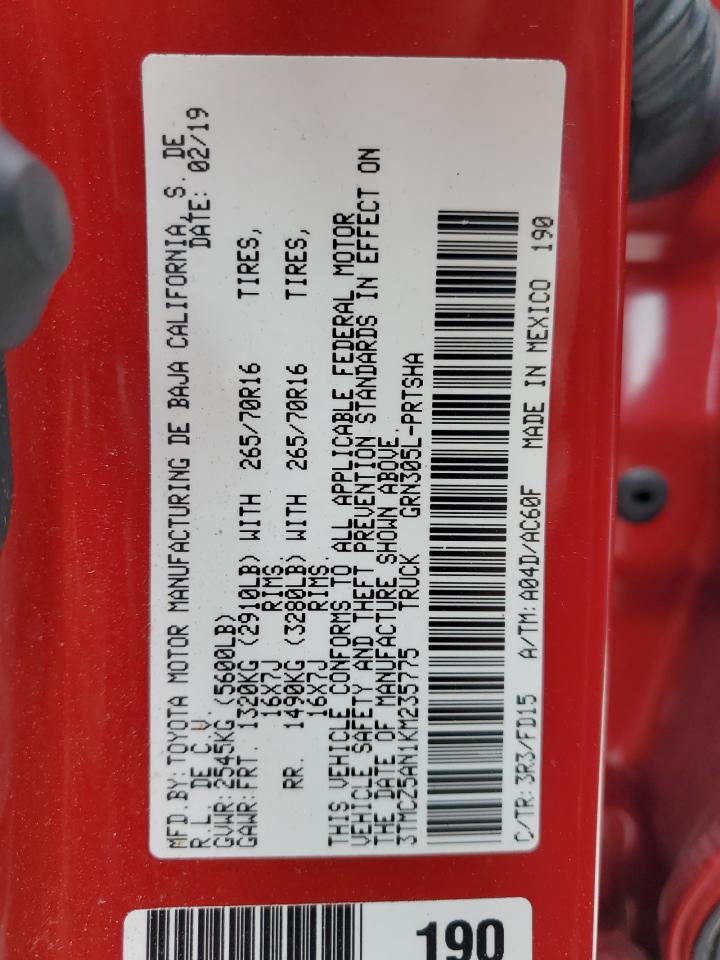 MFD.BY:TOYOTA MOTOR MANUFACTURING DE BAJA CALIFORNIA, S. DE
R.L. DE C.V. DATE: 02/19
GVWR:2545KG (5600LB)
GAWR:FRT. 1320KG (2910LB) WITH 265/70R16 TIRES,
16X7J RIMS.
RR. 1490KG (3280LB) WITH 265/70R16 TIRES,
16X7J RIMS.
THIS VEHICLE CONFORMS TO ALL APPLICABLE FEDERAL MOTOR
VEHICLE SAFETY AND THEFT PREVENTION STANDARDS IN EFFECT ON
THE DATE OF MANUFACTURE SHOWN ABOVE.
3TMCZ5AN1KM235775 TRUCK GRN305L-PRTSHA
C/TR:3R3/FD15 A/TM:A04D/AC60F MADE IN MEXICO 190
190